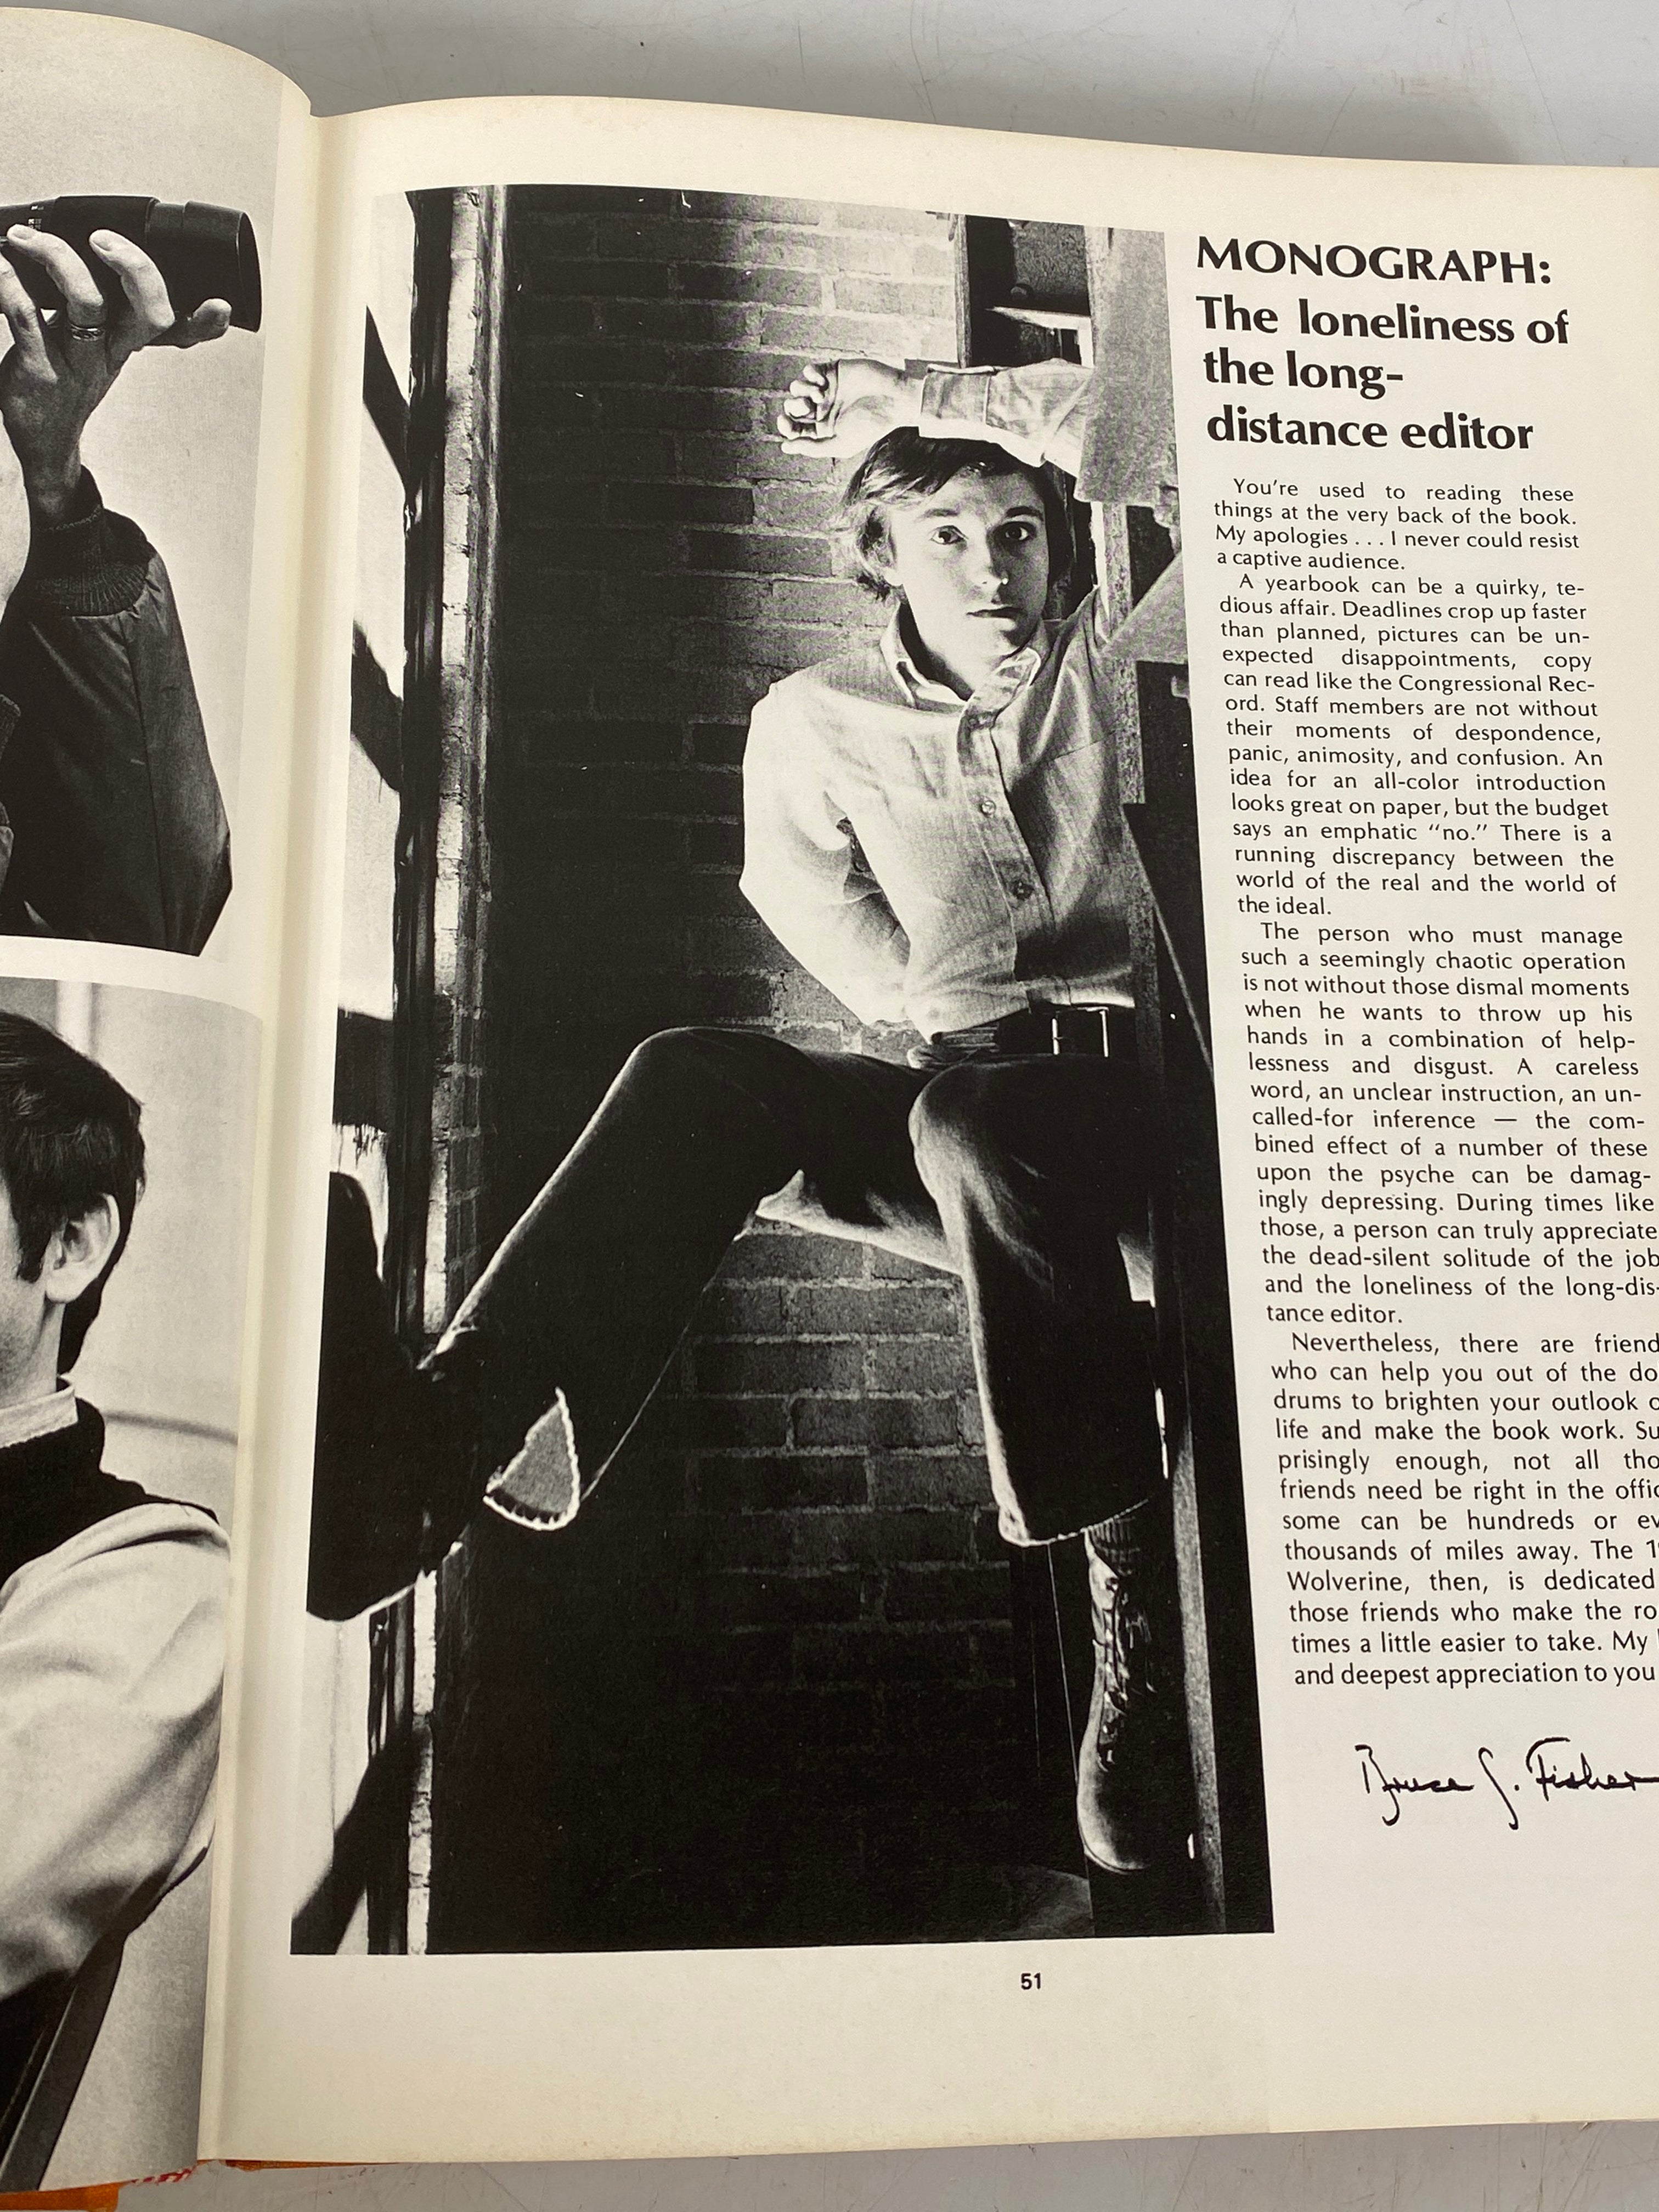 MONOGRAPH:
The loneliness of
the long-
distance editor
You're used to reading these
things at the very back of the book.
My apologies . . . I never could resist
a captive audience.
A yearbook can be a quirky, te-
dious affair. Deadlines crop up faster
than planned, pictures can be un-
expected disappointments, copy
can read like the Congressional Rec-
ord. Staff members are not without
their moments of despondence,
panic, animosity, and confusion. An
idea for an all-color introduction
looks great on paper, but the budget
says an emphatic “no.” There is a
running discrepancy between the
world of the real and the world of
the ideal.
The person who must manage
such a seemingly chaotic operation
is not without those dismal moments
when he wants to throw up his
hands in a combination of help-
lessness and disgust. A careless
word, an unclear instruction, an un-
called-for inference — the com-
bined effect of a number of these
upon the psyche can be damag-
ingly depressing. During times like
those, a person can truly appreciate
the dead-silent solitude of the job
and the loneliness of the long-dis-
tance editor.
Nevertheless, there are friend
who can help you out of the do
drums to brighten your outlook
life and make the book work. Su
prisingly enough, not all tho
friends need be right in the offic
some can be hundreds or ev
thousands of miles away. The
Wolverine, then, is dedicated
those friends who make the ro
times a little easier to take. My
and deepest appreciation to you
Bruce J. Fisher
51